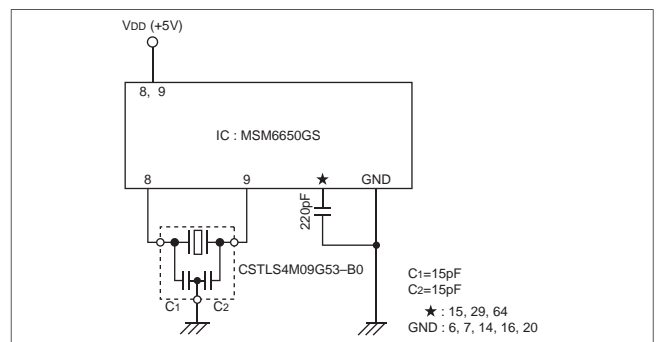 VDD (+5V)
8, 9
IC : MSM6650GS
8 9 ★ GND
220pF
CSTLS4M09G53–B0
C1 C2
C1=15pF
C2=15pF
★ : 15, 29, 64
GND : 6, 7, 14, 16, 20